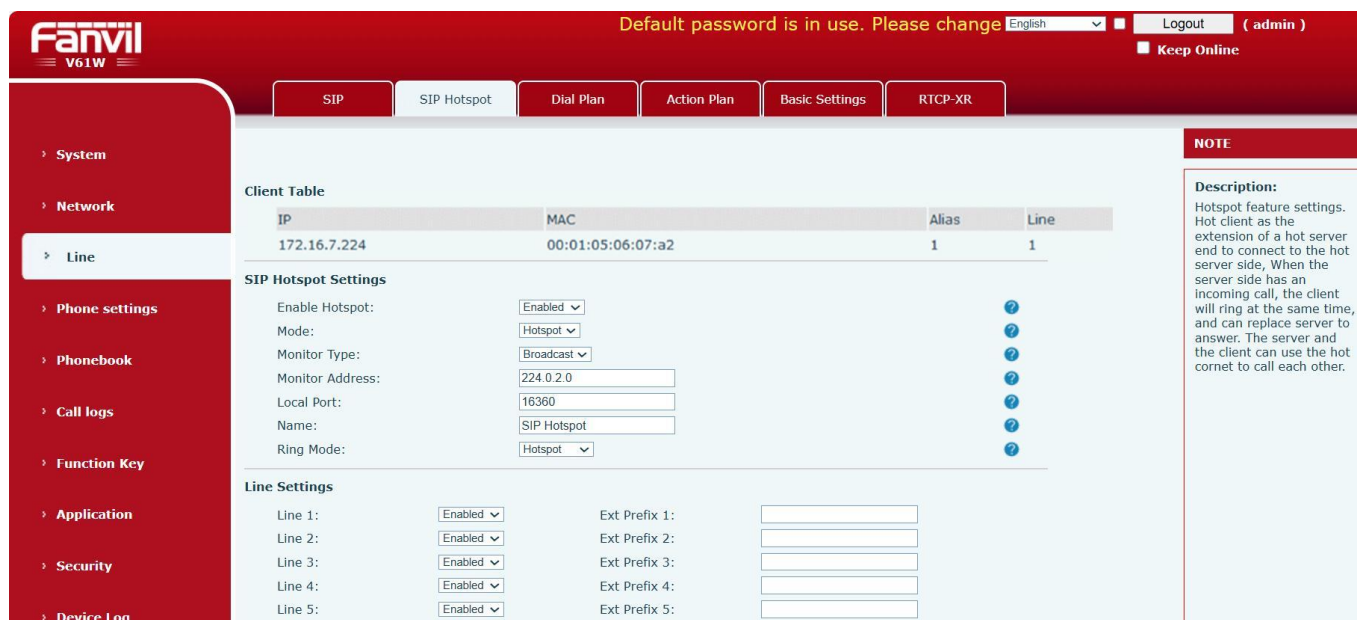 Fanvil
V61W
Default password is in use. Please change
English
Logout
( admin )
Keep Online
SIP
SIP Hotspot
Dial Plan
Action Plan
Basic Settings
RTCP-XR
System
Network
Line
Phone settings
Phonebook
Call logs
Function Key
Application
Security
Device Log
Client Table
IP MAC Alias Line
172.16.7.224 00:01:05:06:07:a2 1 1
SIP Hotspot Settings
Enable Hotspot: Enabled
Mode: Hotspot
Monitor Type: Broadcast
Monitor Address: 224.0.2.0
Local Port: 16360
Name: SIP Hotspot
Ring Mode: Hotspot
Line Settings
Line 1: Enabled Ext Prefix 1:
Line 2: Enabled Ext Prefix 2:
Line 3: Enabled Ext Prefix 3:
Line 4: Enabled Ext Prefix 4:
Line 5: Enabled Ext Prefix 5:
NOTE
Description:
Hotspot feature settings.
Hot client as the
extension of a hot server
end to connect to the hot
server side, When the
server side has an
incoming call, the client
will ring at the same time,
and can replace server to
answer. The server and
the client can use the hot
cornet to call each other.